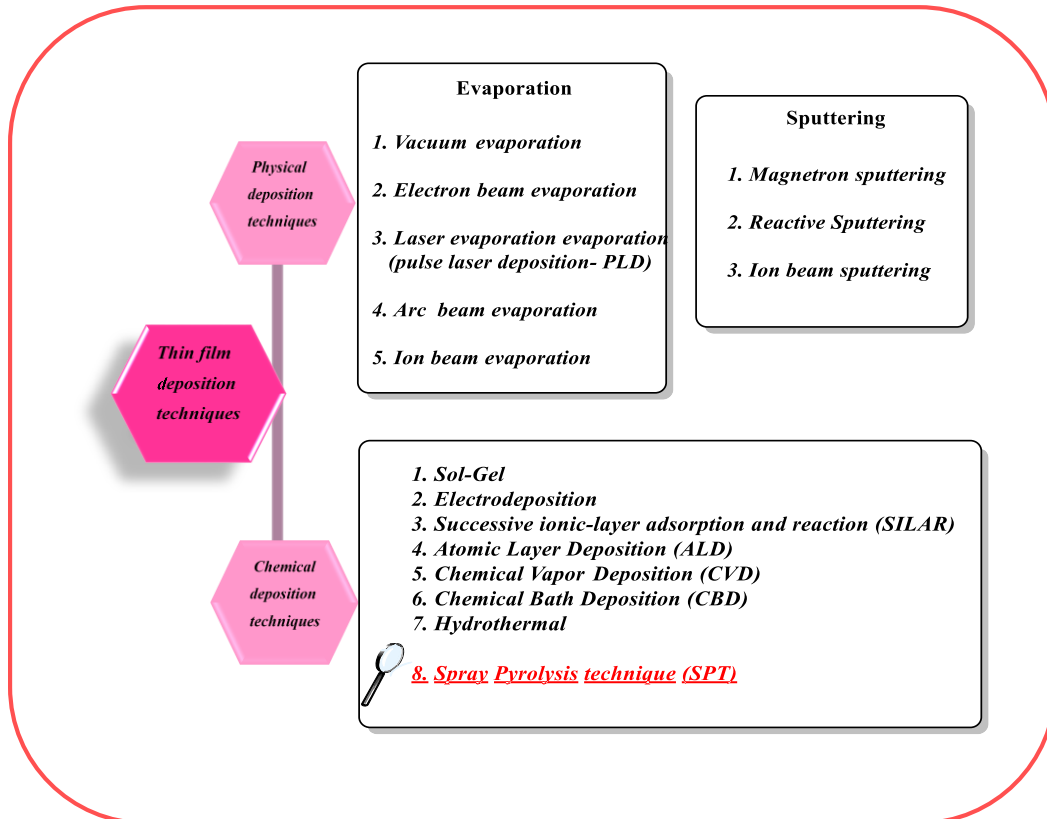 Physical
deposition
techniques
Evaporation
1. Vacuum evaporation
2. Electron beam evaporation
3. Laser evaporation evaporation
(pulse laser deposition- PLD)
4. Arc beam evaporation
5. Ion beam evaporation
Sputtering
1. Magnetron sputtering
2. Reactive Sputtering
3. Ion beam sputtering
Thin film
deposition
techniques
Chemical
deposition
techniques
1. Sol-Gel
2. Electrodeposition
3. Successive ionic-layer adsorption and reaction (SILAR)
4. Atomic Layer Deposition (ALD)
5. Chemical Vapor Deposition (CVD)
6. Chemical Bath Deposition (CBD)
7. Hydrothermal
8. Spray Pyrolysis technique (SPT)